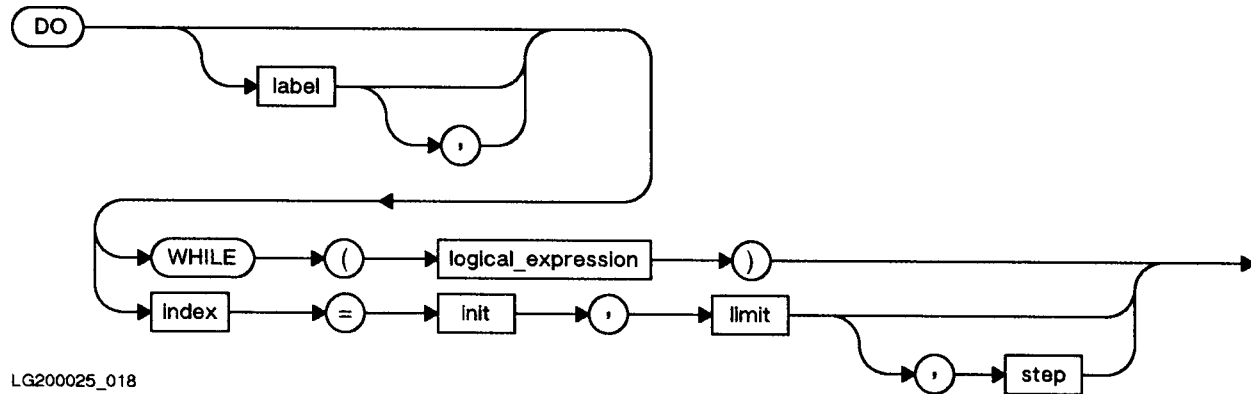 DO
label
,
WHILE ( logical_expression )
index = init , limit
, step
LG200025_018